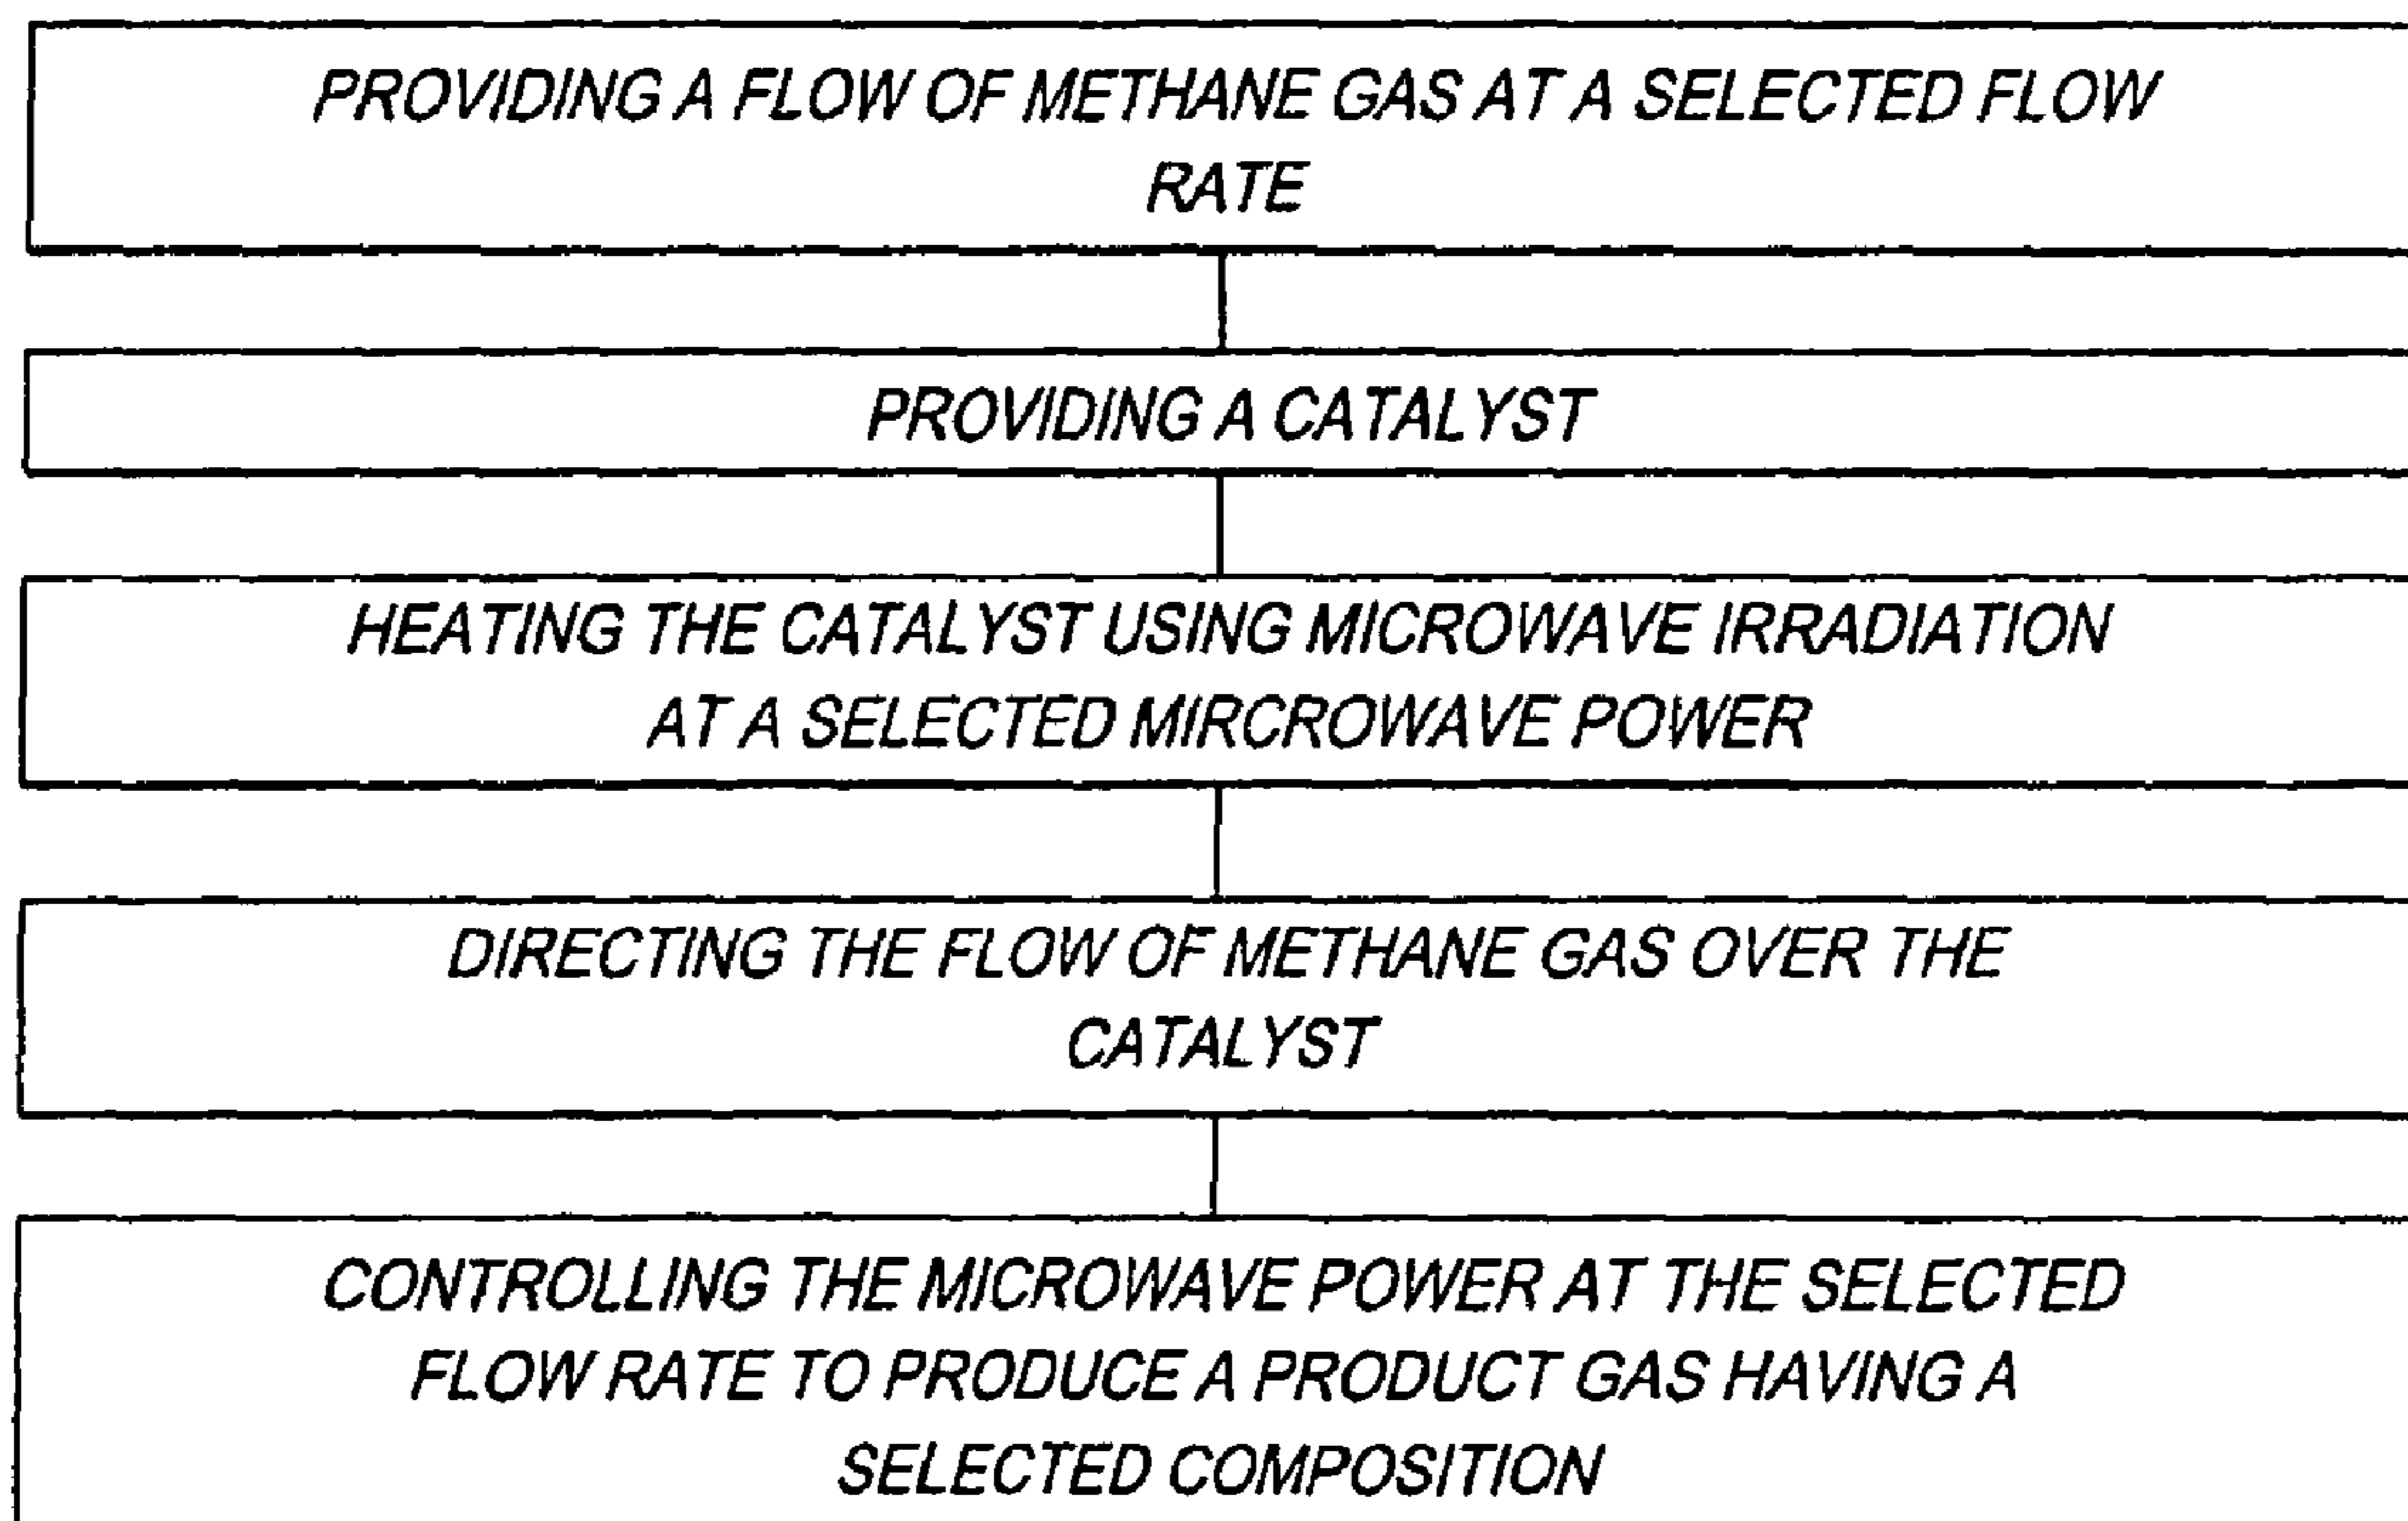 PROVIDING A FLOW OF METHANE GAS AT A SELECTED FLOW
RATE
PROVIDING A CATALYST
HEATING THE CATALYST USING MICROWAVE IRRADIATION
AT A SELECTED MIRCROWAVE POWER
DIRECTING THE FLOW OF METHANE GAS OVER THE
CATALYST
CONTROLLING THE MICROWAVE POWER AT THE SELECTED
FLOW RATE TO PRODUCE A PRODUCT GAS HAVING A
SELECTED COMPOSITION